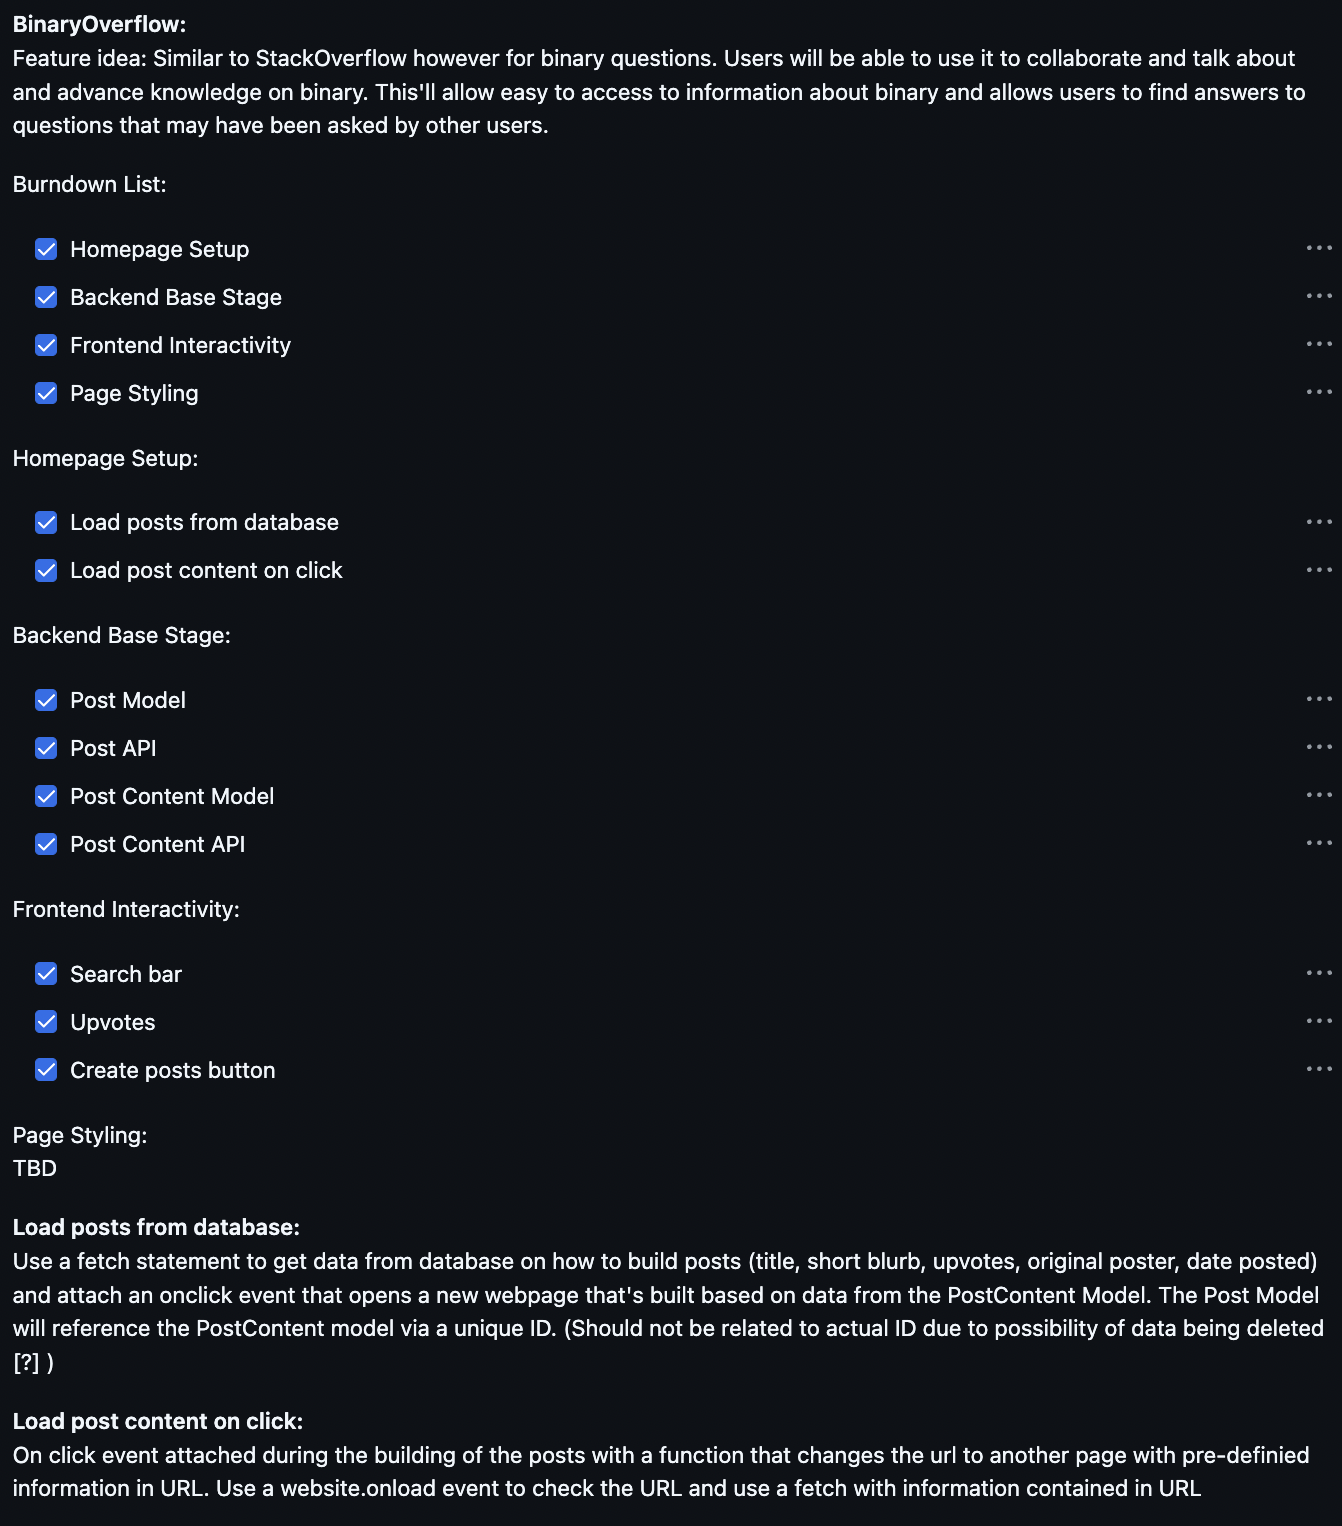 BinaryOverflow:
Feature idea: Similar to StackOverflow however for binary questions. Users will be able to use it to collaborate and talk about
and advance knowledge on binary. This'll allow easy to access to information about binary and allows users to find answers to
questions that may have been asked by other users.
Burndown List:
Homepage Setup
Backend Base Stage
Frontend Interactivity
Page Styling
Homepage Setup:
Load posts from database
Load post content on click
Backend Base Stage:
Post Model
Post API
Post Content Model
Post Content API
Frontend Interactivity:
Search bar
Upvotes
Create posts button
Page Styling:
TBD
Load posts from database:
Use a fetch statement to get data from database on how to build posts (title, short blurb, upvotes, original poster, date posted)
and attach an onclick event that opens a new webpage that's built based on data from the PostContent Model. The Post Model
will reference the PostContent model via a unique ID. (Should not be related to actual ID due to possibility of data being deleted
[?] )
Load post content on click:
On click event attached during the building of the posts with a function that changes the url to another page with pre-definied
information in URL. Use a website.onload event to check the URL and use a fetch with information contained in URL